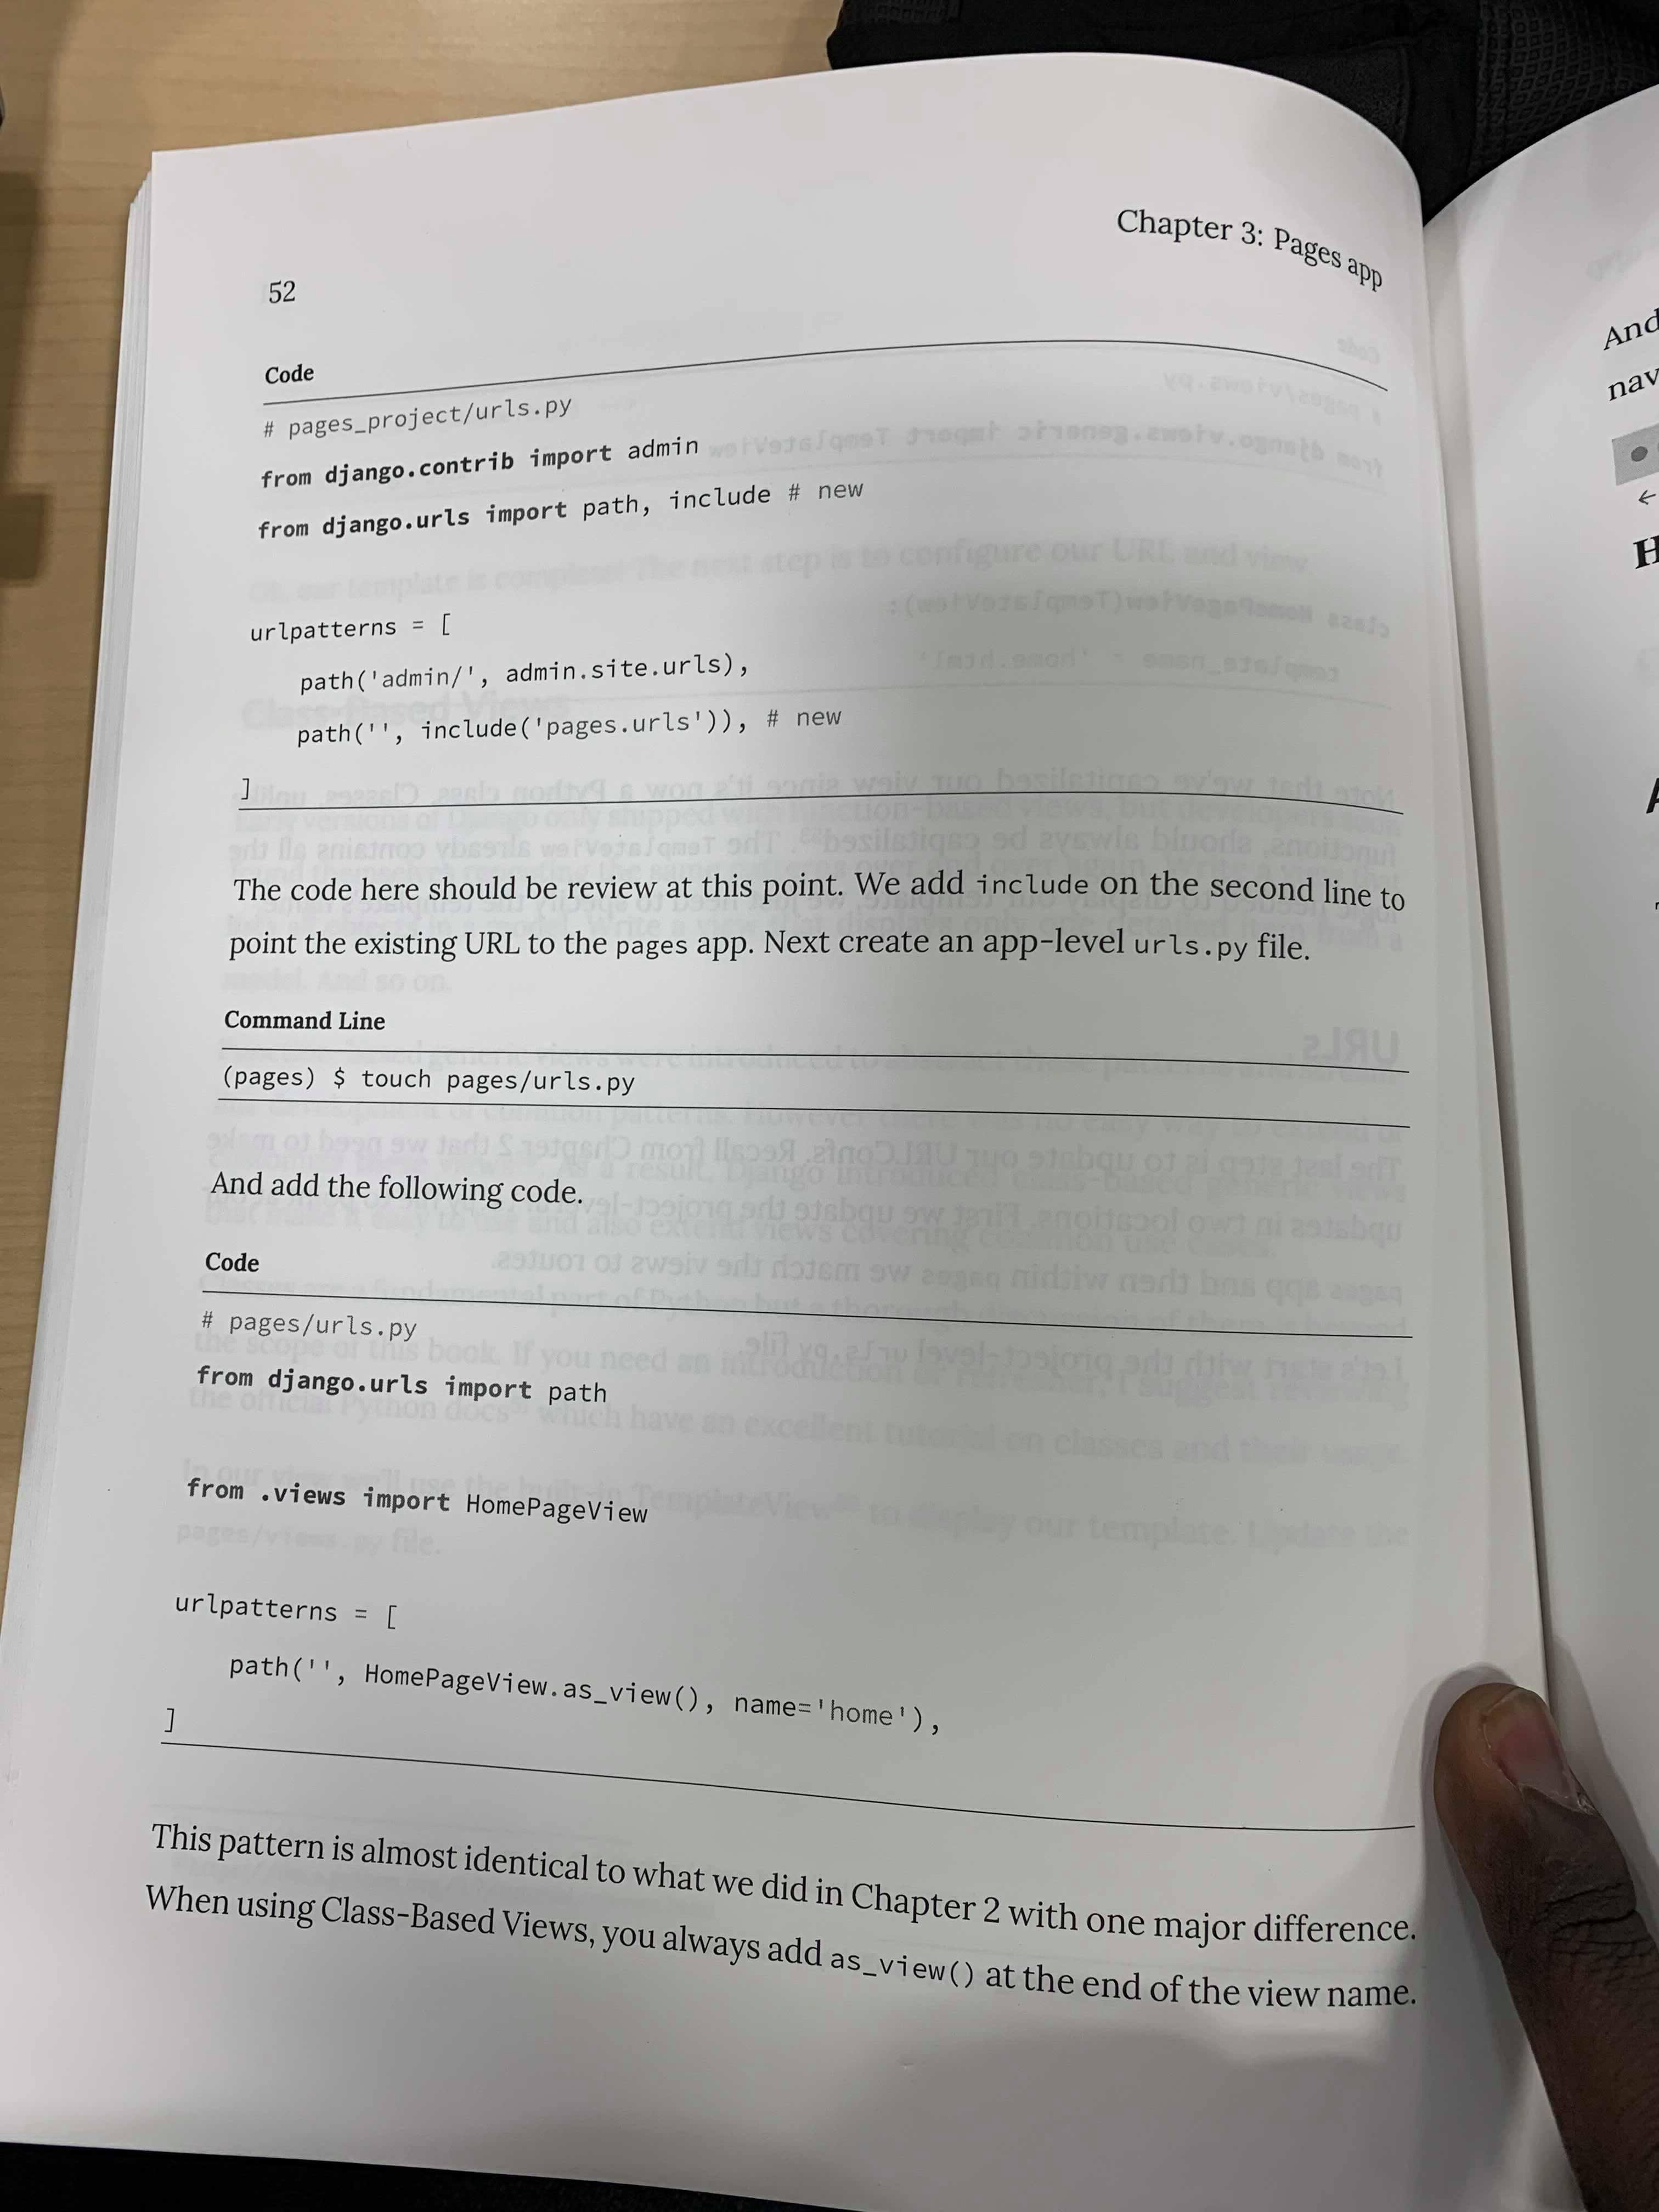 52
Chapter 3: Pages app
Code
# pages_project/urls.py
from django.contrib import admin
from django.urls import path, include # new
urlpatterns = [
    path('admin/', admin.site.urls),
    path('', include('pages.urls')), # new
]
The code here should be review at this point. We add include on the second line to
point the existing URL to the pages app. Next create an app-level urls.py file.
Command Line
(pages) $ touch pages/urls.py
And add the following code.
Code
# pages/urls.py
from django.urls import path
from .views import HomePageView
urlpatterns = [
    path('', HomePageView.as_view(), name='home'),
]
This pattern is almost identical to what we did in Chapter 2 with one major difference.
When using Class-Based Views, you always add as_view() at the end of the view name.
And
nav